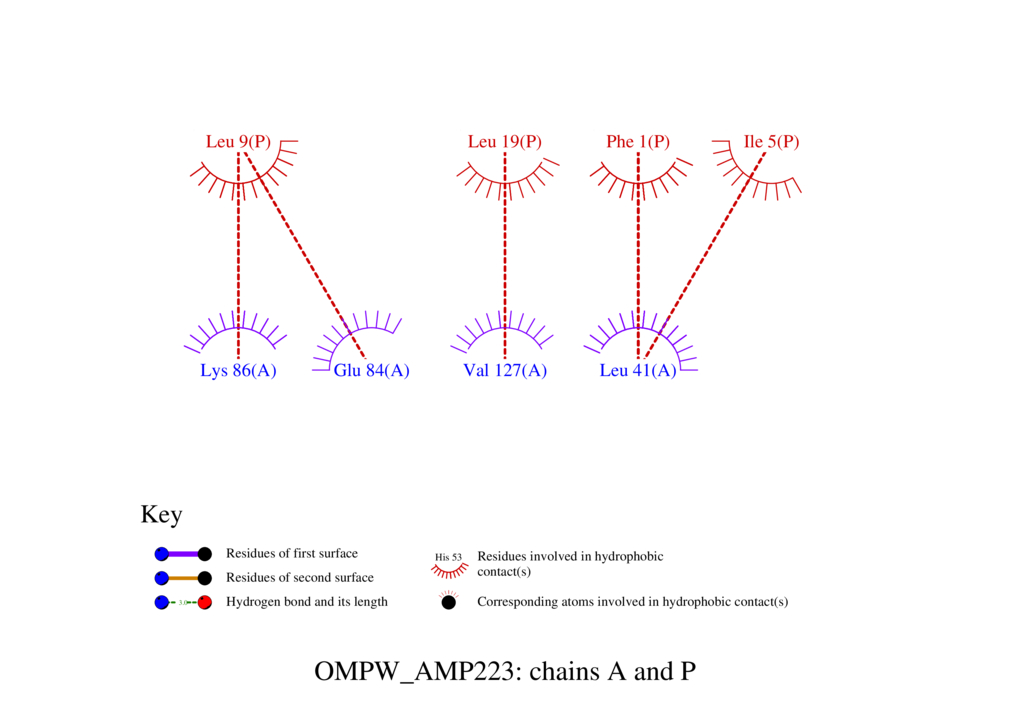 Leu 9(P)
Leu 19(P)
Phe 1(P)
Ile 5(P)
Lys 86(A)
Glu 84(A)
Val 127(A)
Leu 41(A)
Key
Residues of first surface
Residues of second surface
3.0
Hydrogen bond and its length
His 53
Residues involved in hydrophobic
contact(s)
Corresponding atoms involved in hydrophobic contact(s)
OMPW_AMP223: chains A and P